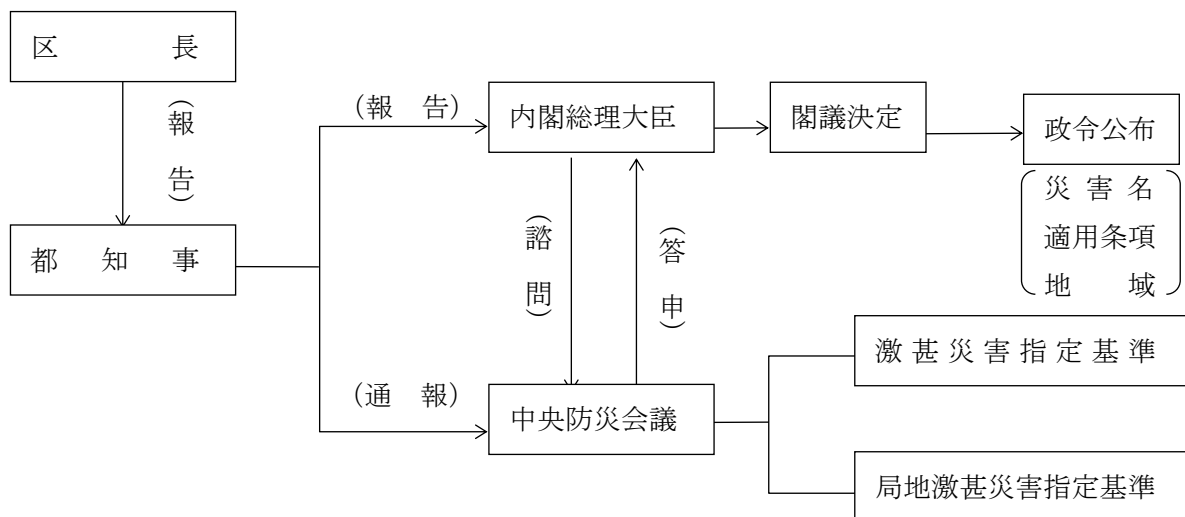 区長
(報告)
都知事
(報告)
内閣総理大臣
閣議決定
政令公布
災害名
適用条項
地域
(諮問)
(答申)
(通報)
中央防災会議
激甚災害指定基準
局地激甚災害指定基準